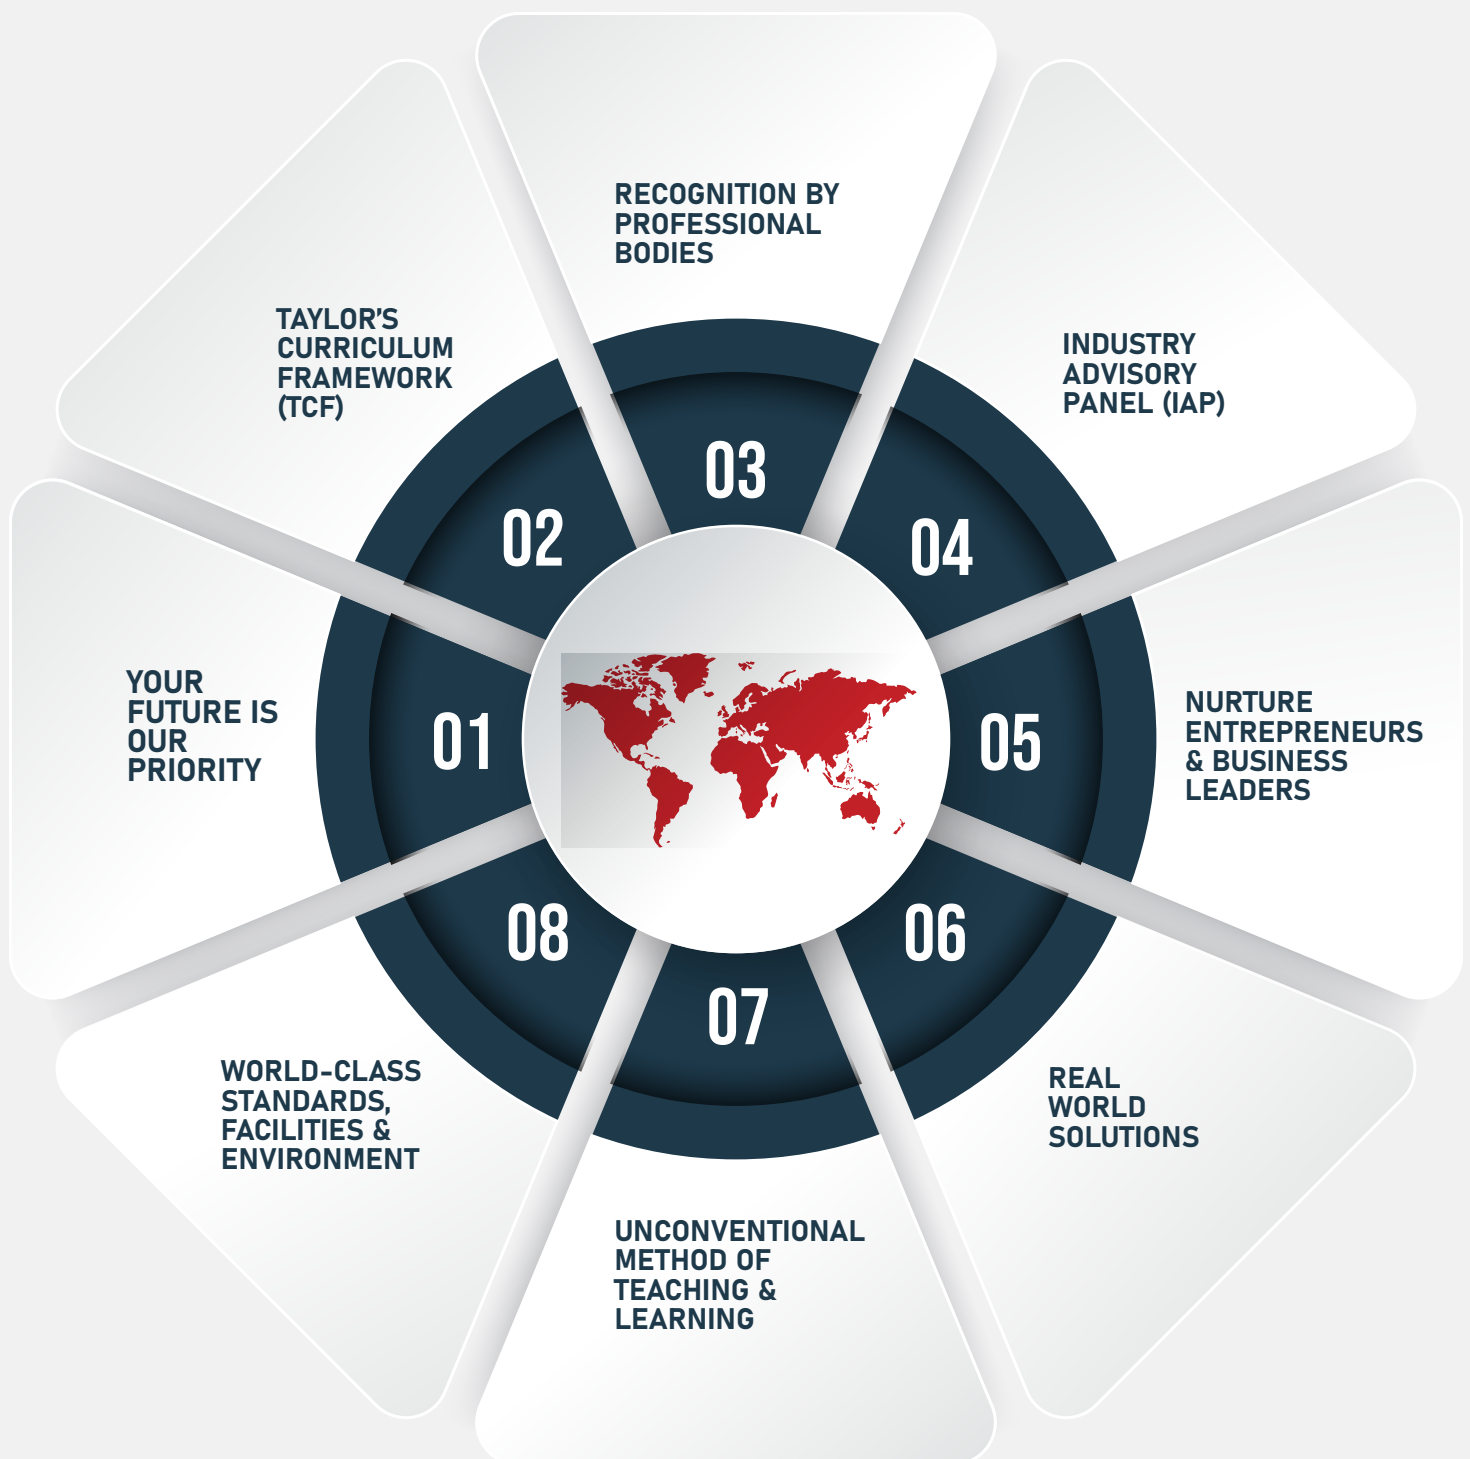 01
YOUR
FUTURE IS
OUR
PRIORITY
02
TAYLOR'S
CURRICULUM
FRAMEWORK
(TCF)
03
RECOGNITION BY
PROFESSIONAL
BODIES
04
INDUSTRY
ADVISORY
PANEL (IAP)
05
NURTURE
ENTREPRENEURS
& BUSINESS
LEADERS
06
REAL
WORLD
SOLUTIONS
07
UNCONVENTIONAL
METHOD OF
TEACHING &
LEARNING
08
WORLD-CLASS
STANDARDS,
FACILITIES &
ENVIRONMENT